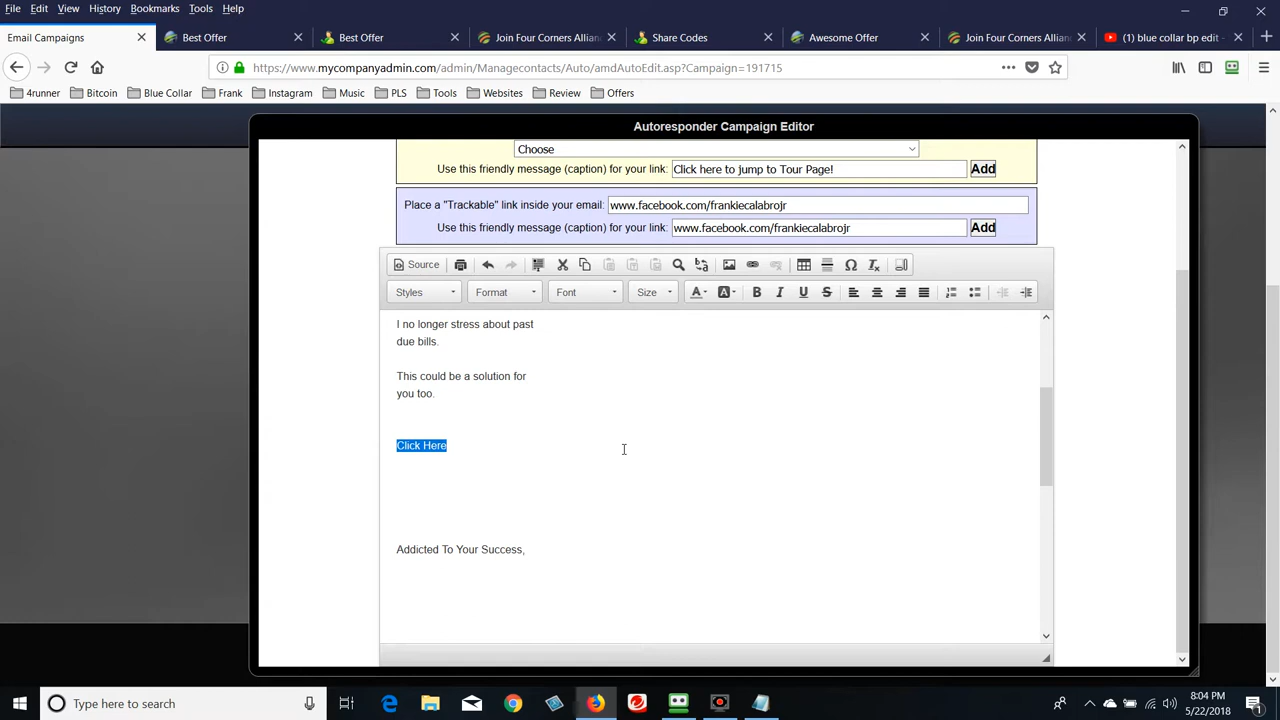 File Edit View History Bookmarks Tools Help
Email Campaigns Best Offer Best Offer Join Four Corners Allian Share Codes Awesome Offer Join Four Corners Allian (1) blue collar bp edit -
https://www.mycompanyadmin.com/admin/Managecontacts/Auto/amdAutoEdit.asp?Campaign=191715
4runner Bitcoin Blue Collar Frank Instagram Music PLS Tools Websites Review Offers
Autoresponder Campaign Editor
Choose
Use this friendly message (caption) for your link: Click here to jump to Tour Page! Add
Place a "Trackable" link inside your email: www.facebook.com/frankiecalabrojr
Use this friendly message (caption) for your link: www.facebook.com/frankiecalabrojr Add
Source
Styles Format Font Size A A B I U S
I no longer stress about past
due bills.
This could be a solution for
you too.
Click Here
Addicted To Your Success,
Type here to search
8:04 PM
5/22/2018
1